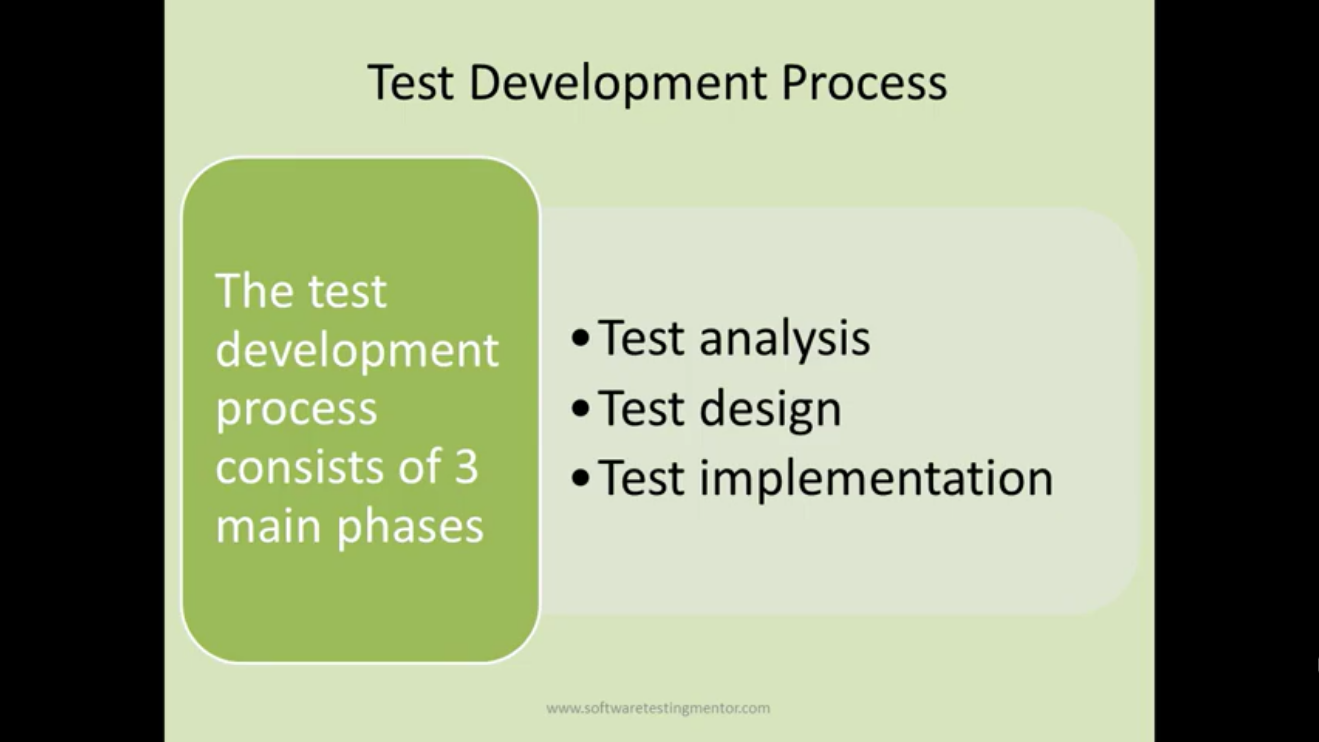 Test Development Process
The test
development
process
consists of 3
main phases
•Test analysis
•Test design
•Test implementation
www.softwaretestingmentor.com